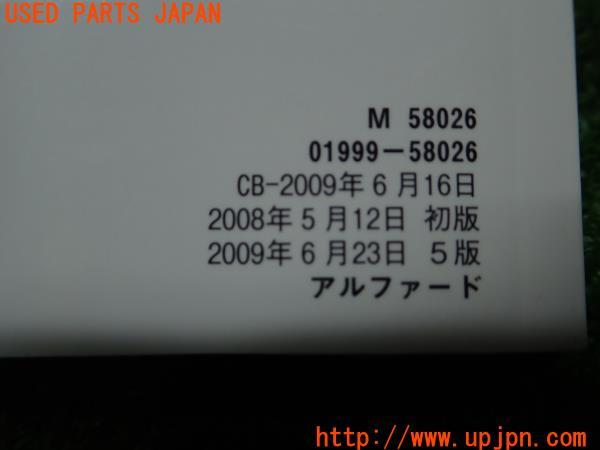 USED PARTS JAPAN
M 58026
01999-58026
CB-2009年6月16日
2008年5月12日 初版
2009年6月23日 5版
アルファード
http://www.upjpn.com/